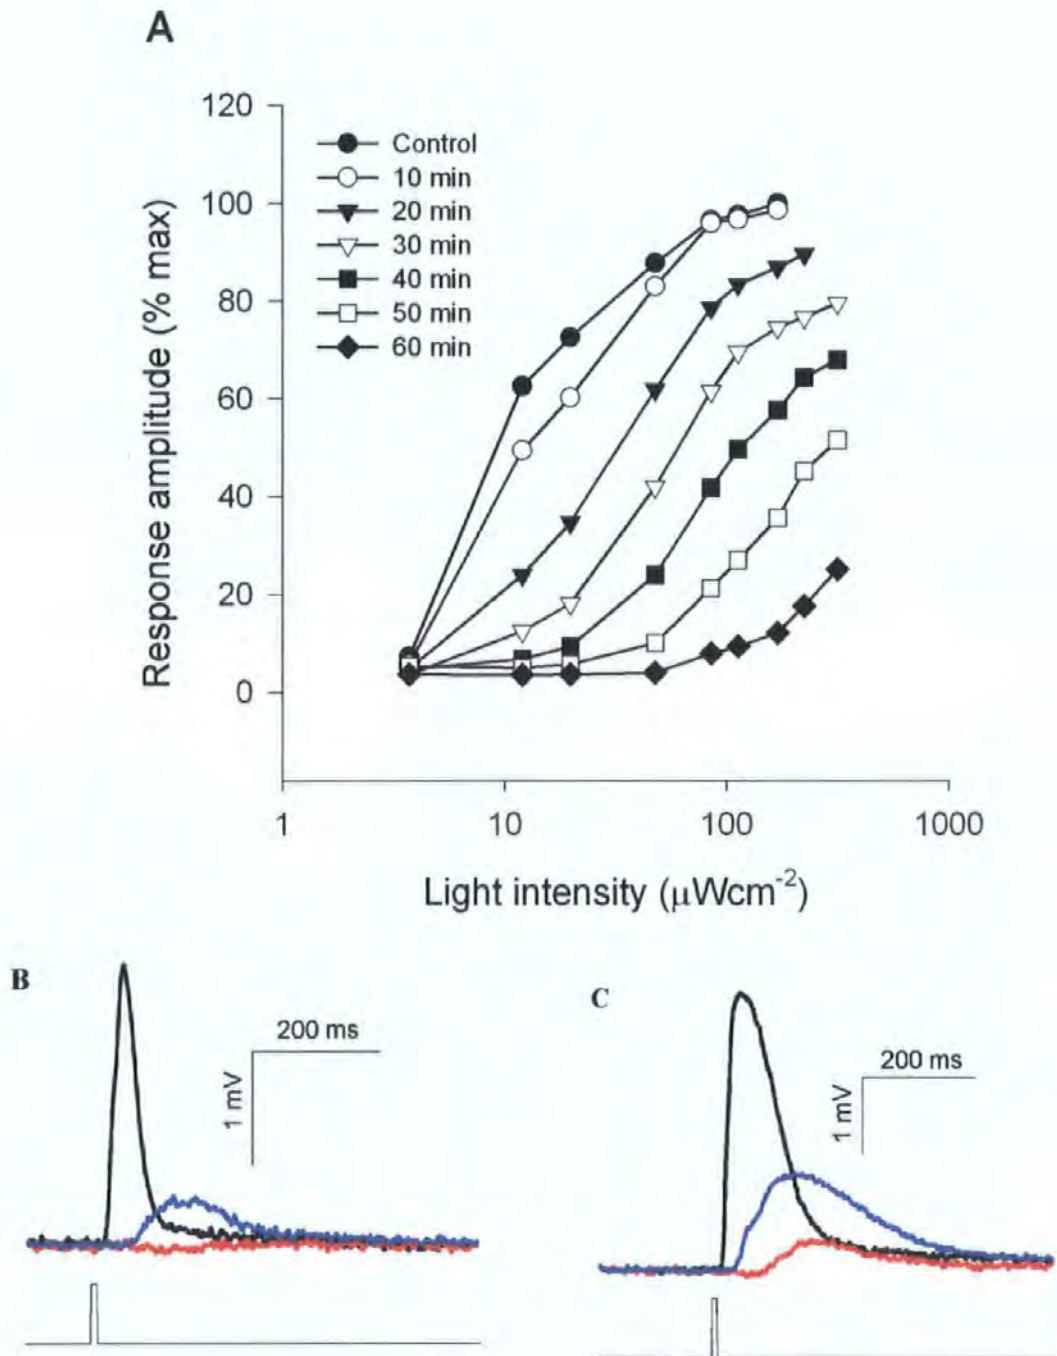 A
Response amplitude (% max)
120
100
80
60
40
20
0
Control
10 min
20 min
30 min
40 min
50 min
60 min
1 10 100 1000
Light intensity (μWcm⁻²)
B
200 ms
1 mV
C
200 ms
1 mV